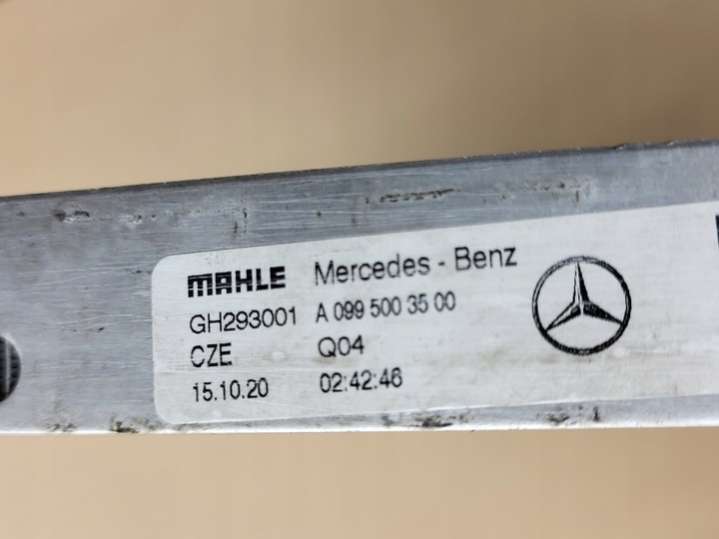 MAHLE Mercedes - Benz
GH293001 A 099 500 35 00
CZE Q04
15.10.20 02:42:46